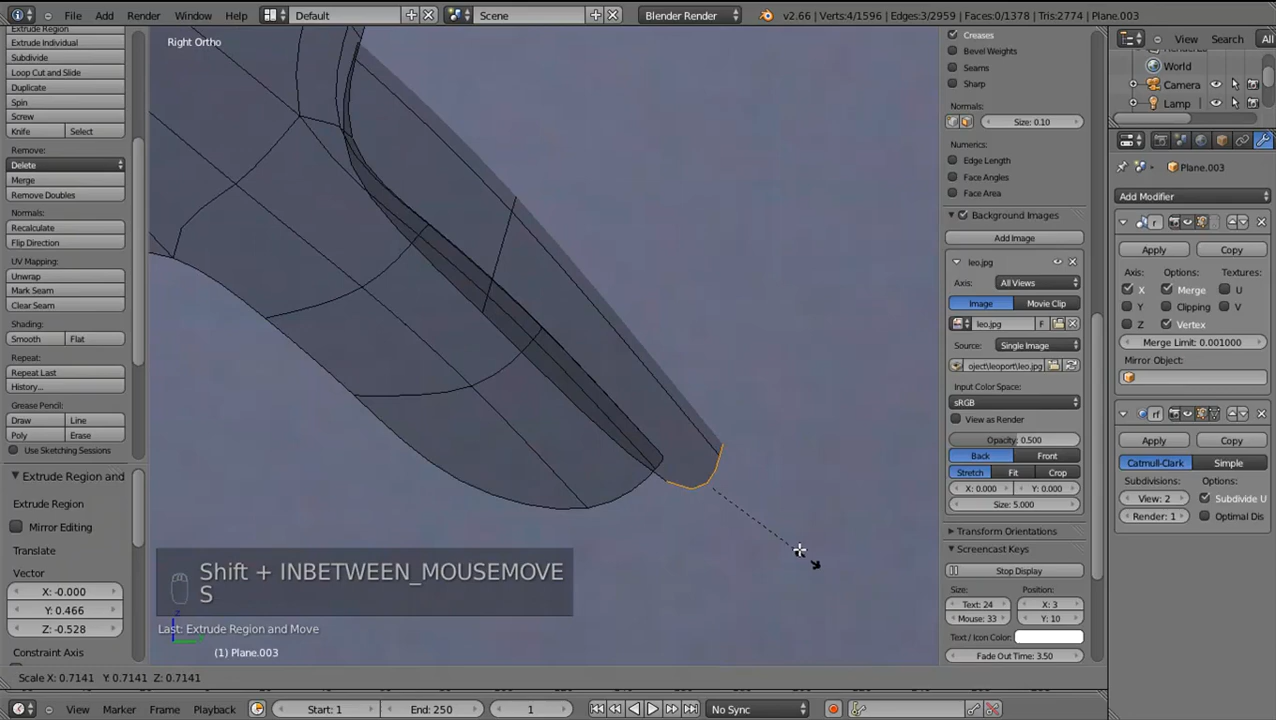 File Add Render Window Help Default Scene Blender Render v2.66 | Verts:4/1596 | Edges:3/2959 | Faces:0/1378 | Tris:2774 | Plane.003
Extrude Region
Extrude Individual
Subdivide
Loop Cut and Slide
Duplicate
Spin
Screw
Knife Select
Remove:
Delete
Merge
Remove Doubles
Normals:
Recalculate
Flip Direction
UV Mapping:
Unwrap
Mark Seam
Clear Seam
Shading:
Smooth Flat
Repeat:
Repeat Last
History...
Grease Pencil:
Draw Line
Poly Erase
Use Sketching Sessions
Extrude Region and
Extrude Region
Mirror Editing
Translate
Vector
X: -0.000
Y: 0.466
Z: -0.528
Constraint Axis
Right Ortho
Shift + INBETWEEN_MOUSEMOVE
S
Last: Extrude Region and Move
(1) Plane.003
Scale X: 0.7141 Y: 0.7141 Z: 0.7141
Creases
Bevel Weights
Seams
Sharp
Normals:
Size: 0.10
Numerics:
Edge Length
Face Angles
Face Area
Background Images
Add Image
leo.jpg
Axis: All Views
Image Movie Clip
leo.jpg F
Source: Single Image
oject\leoport\leo.jpg
Input Color Space:
sRGB
View as Render
Opacity: 0.500
Back Front
Stretch Fit Crop
X: 0.000 Y: 0.000
Size: 5.000
Transform Orientations
Screencast Keys
Stop Display
Size: Position:
Text: 24 X: 3
Mouse: 33 Y: 10
Text / Icon Color:
Fade Out Time: 3.50
View Search All
World
Camera
Lamp
Plane.003
Add Modifier
Apply Copy
Axis: Options: Textures:
X Merge U
Y Clipping V
Z Vertex
Merge Limit: 0.001000
Mirror Object:
Apply Copy
Catmull-Clark Simple
Subdivisions: Options:
View: 2 Subdivide U
Render: 1 Optimal Dis
View Marker Frame Playback Start: 1 End: 250 1 No Sync